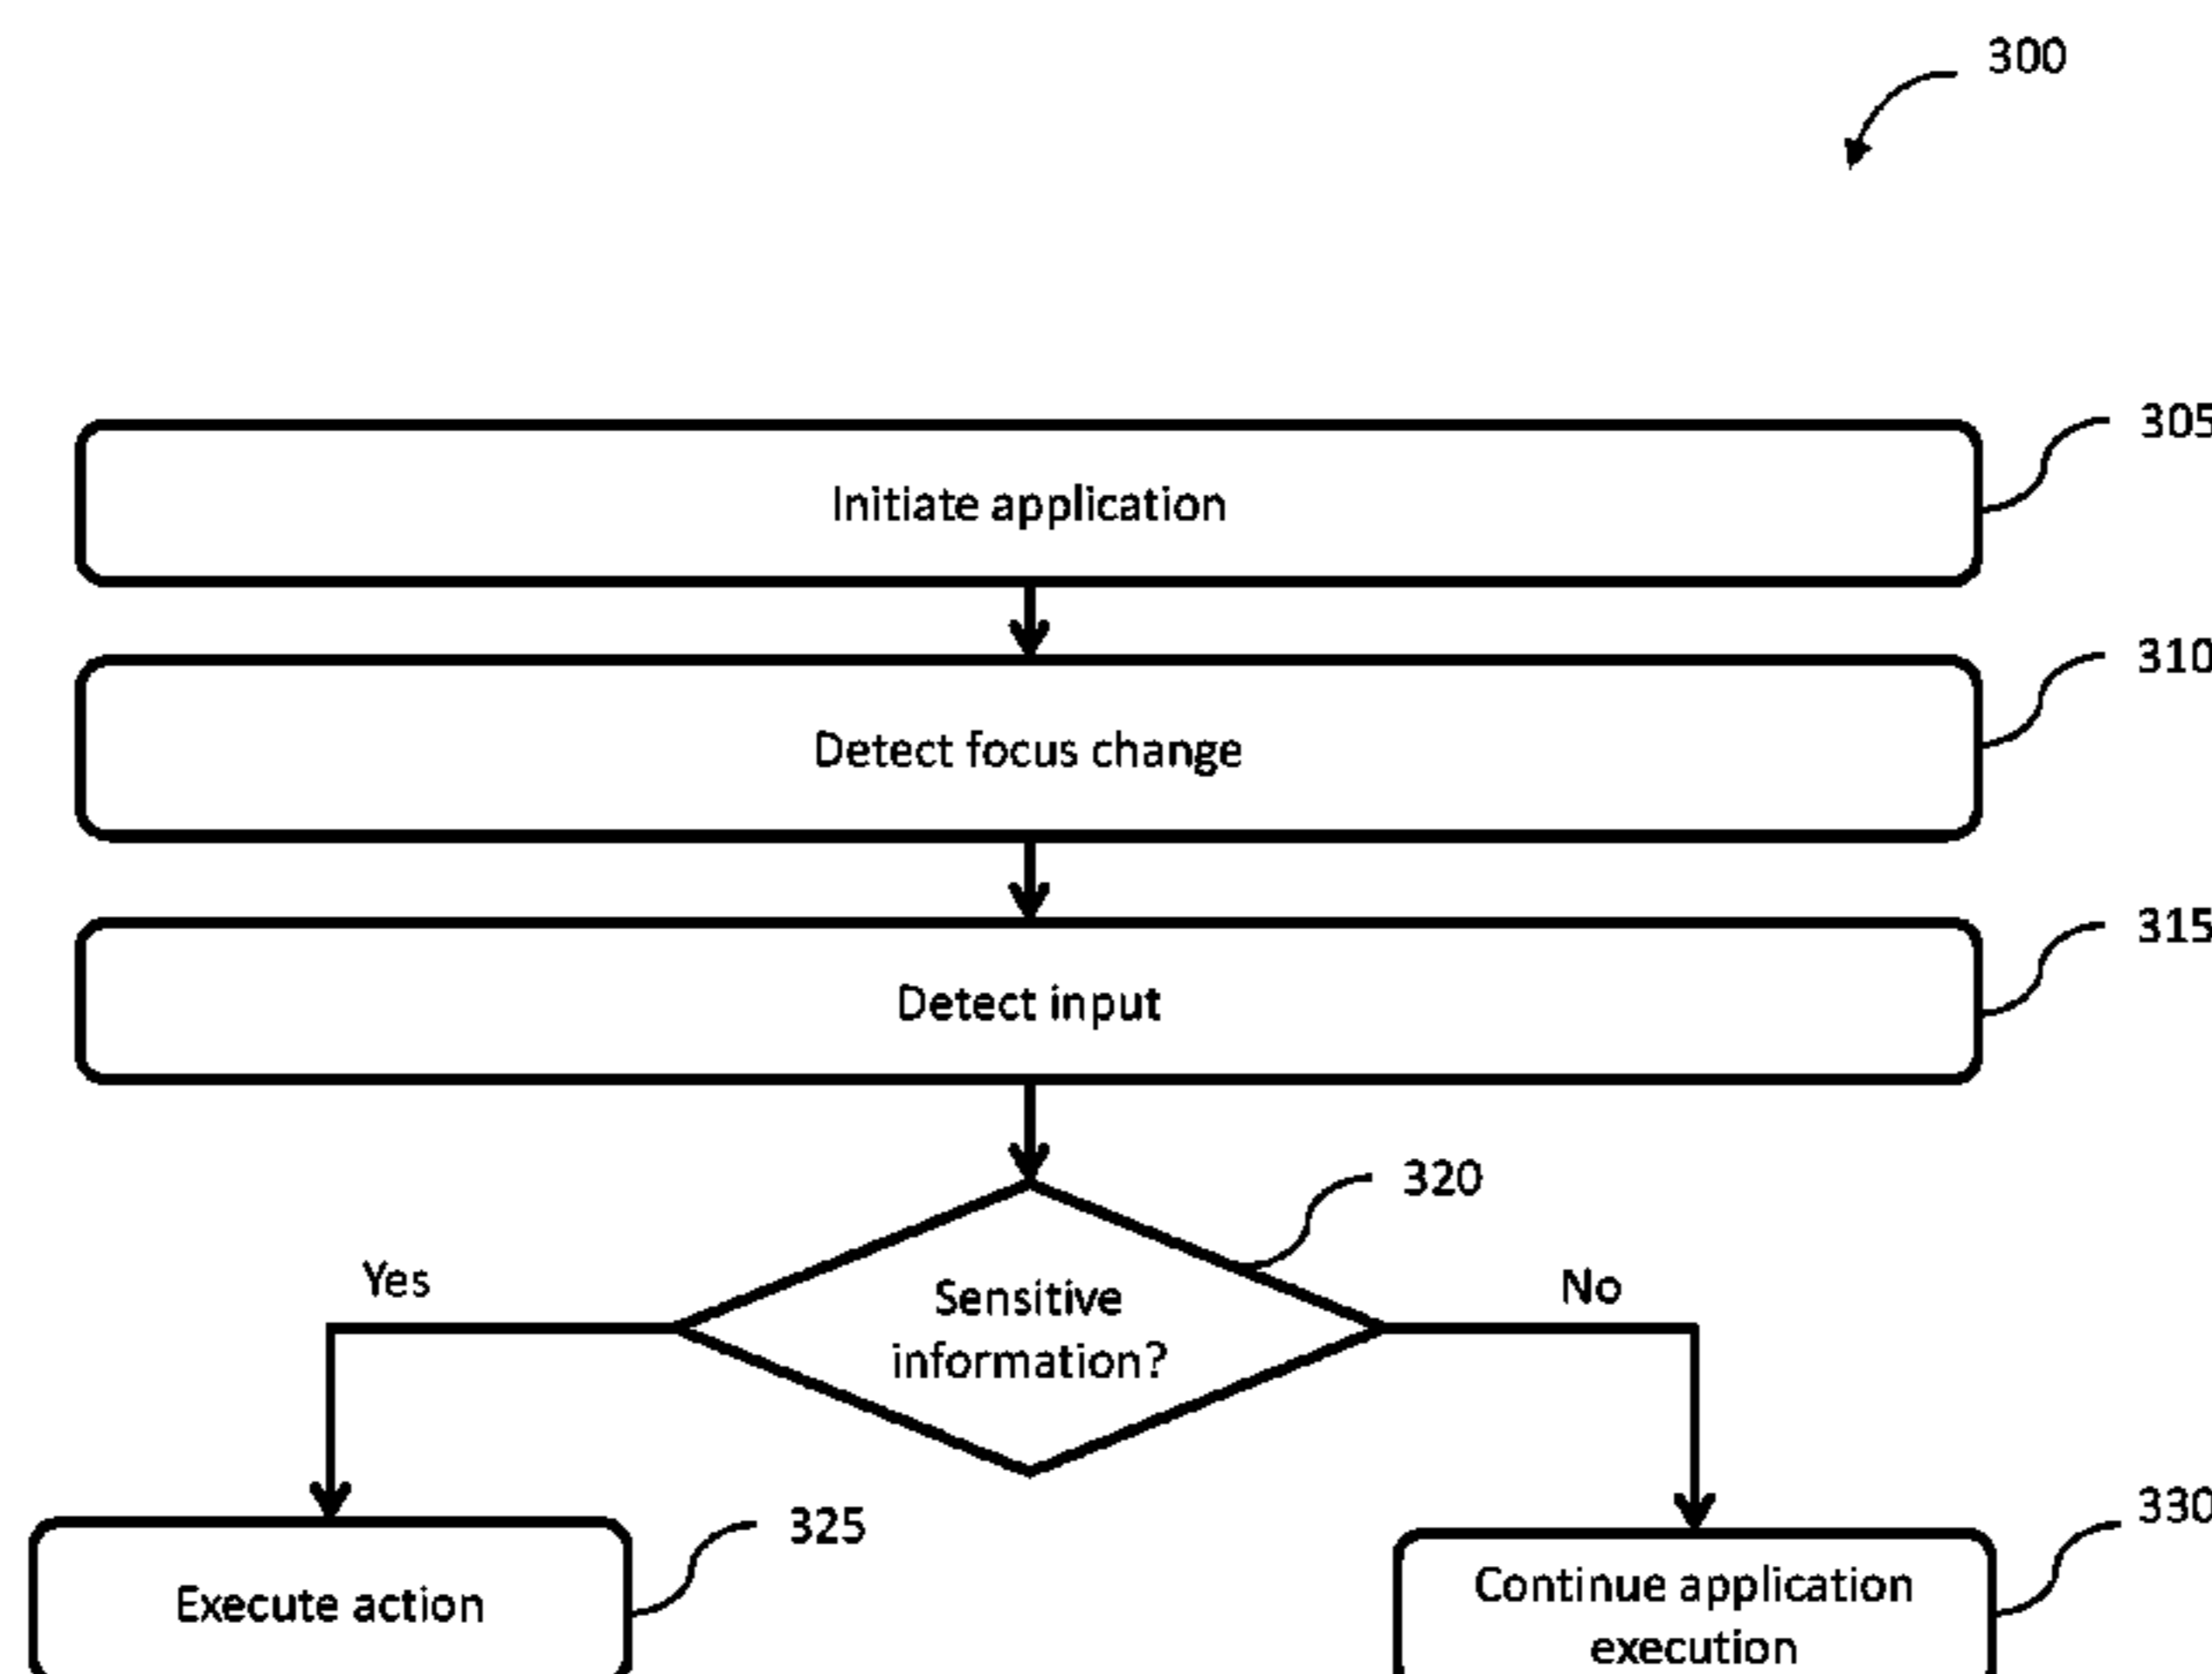 300
305
Initiate application
310
Detect focus change
315
Detect input
320
Yes
No
Sensitive
information?
325
330
Execute action
Continue application
execution